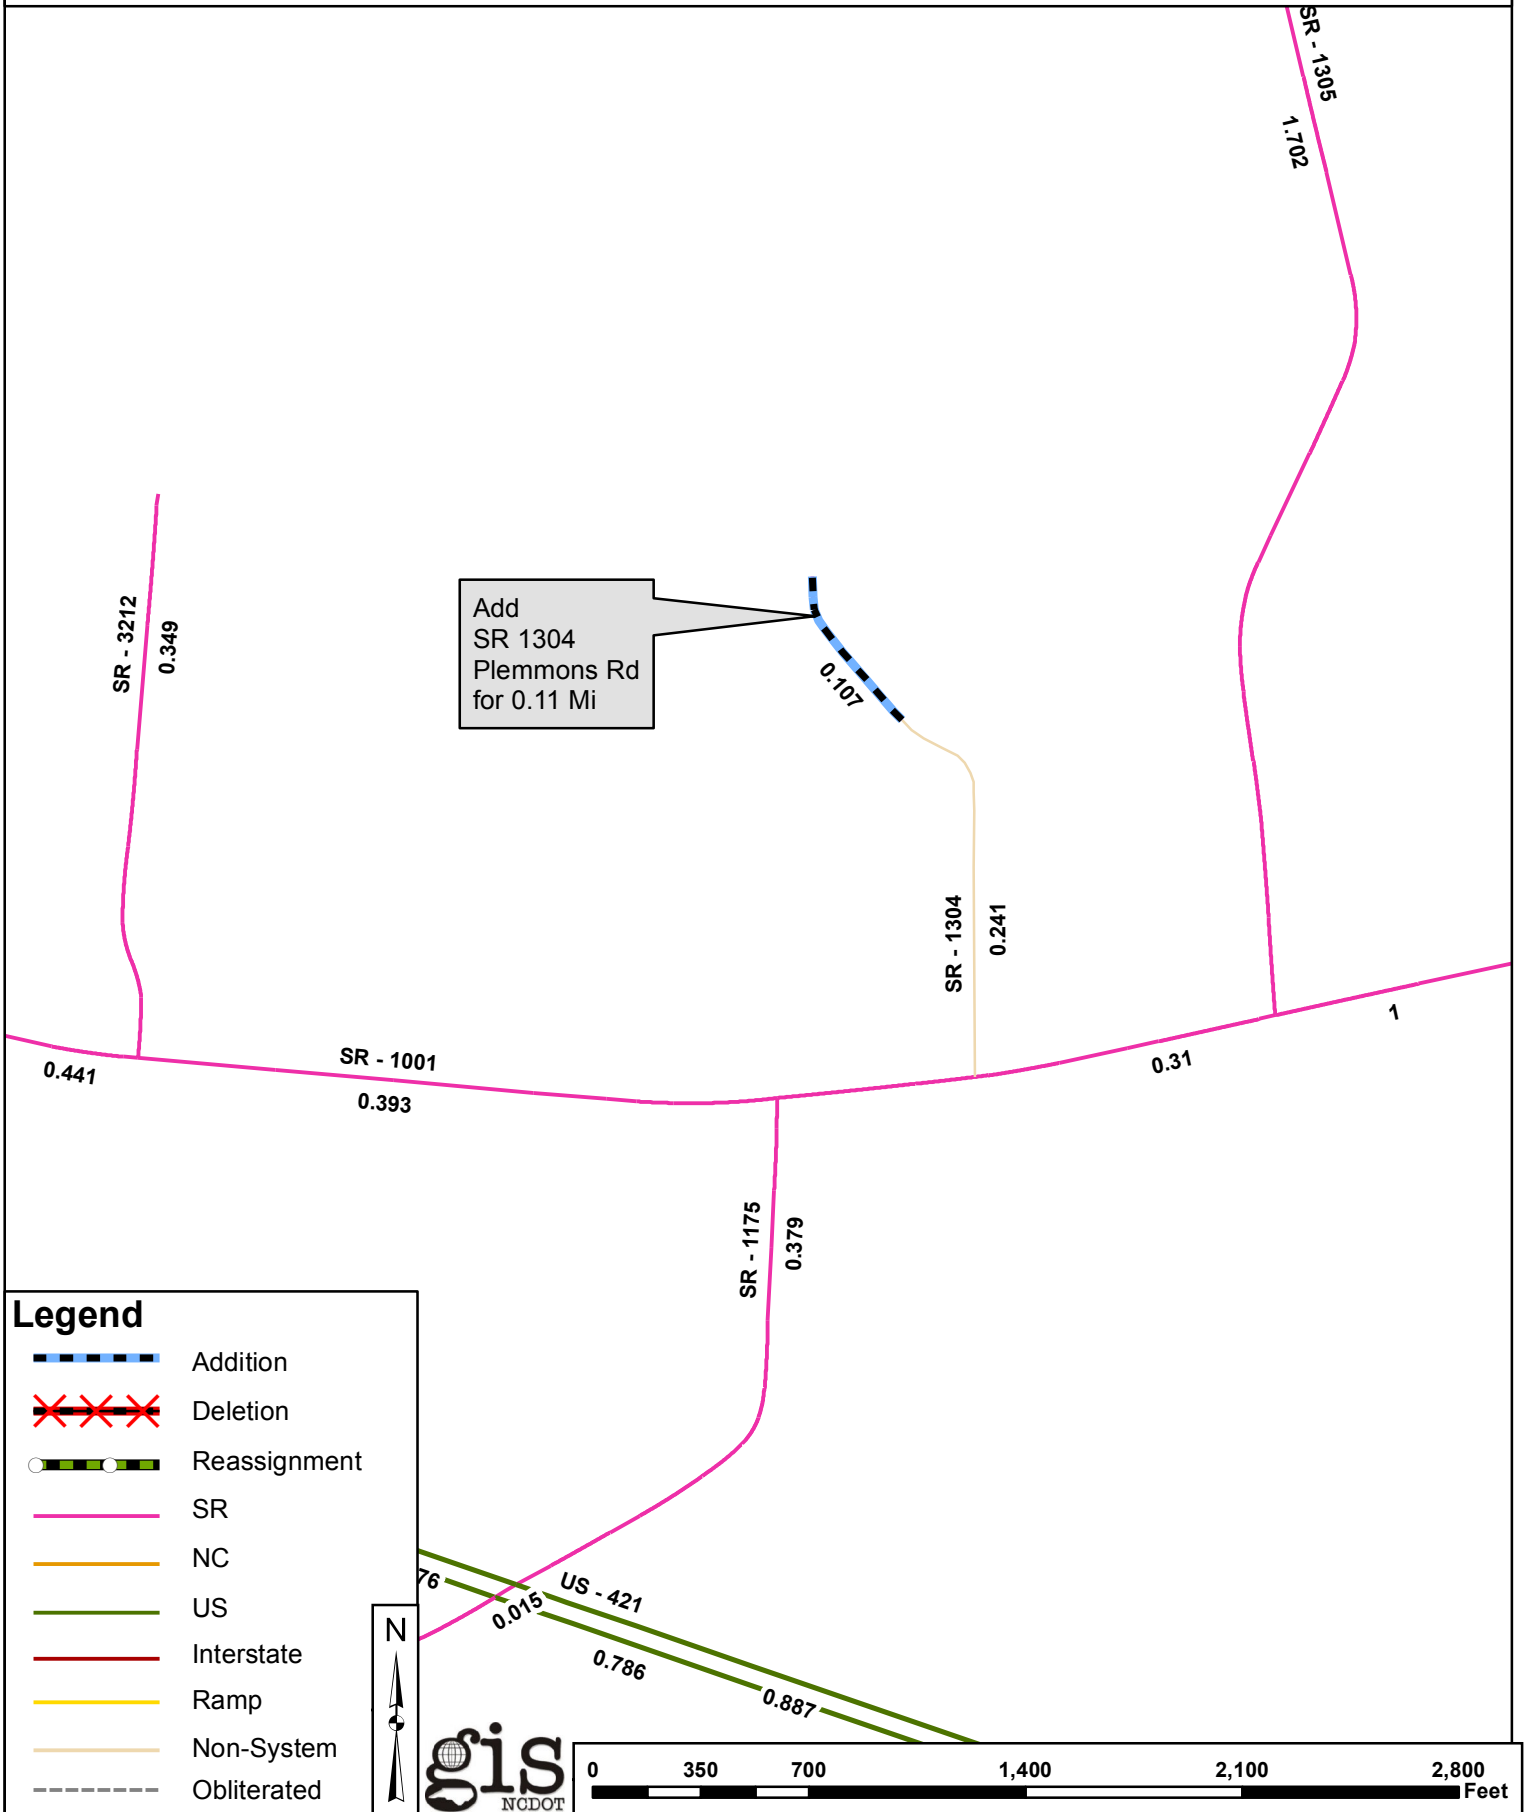 SR - 1305
1.702
SR - 3212
0.349
Add
SR 1304
Plemmons Rd
for 0.11 Mi
0.107
SR - 1304
0.241
1
0.31
SR - 1001
0.441
0.393
SR - 1175
0.379
Legend
Addition
Deletion
Reassignment
SR
NC
US
Interstate
Ramp
Non-System
Obliterated
76
0.015
US - 421
0.786
0.887
N
gis
NCDOT
0 350 700 1,400 2,100 2,800
Feet